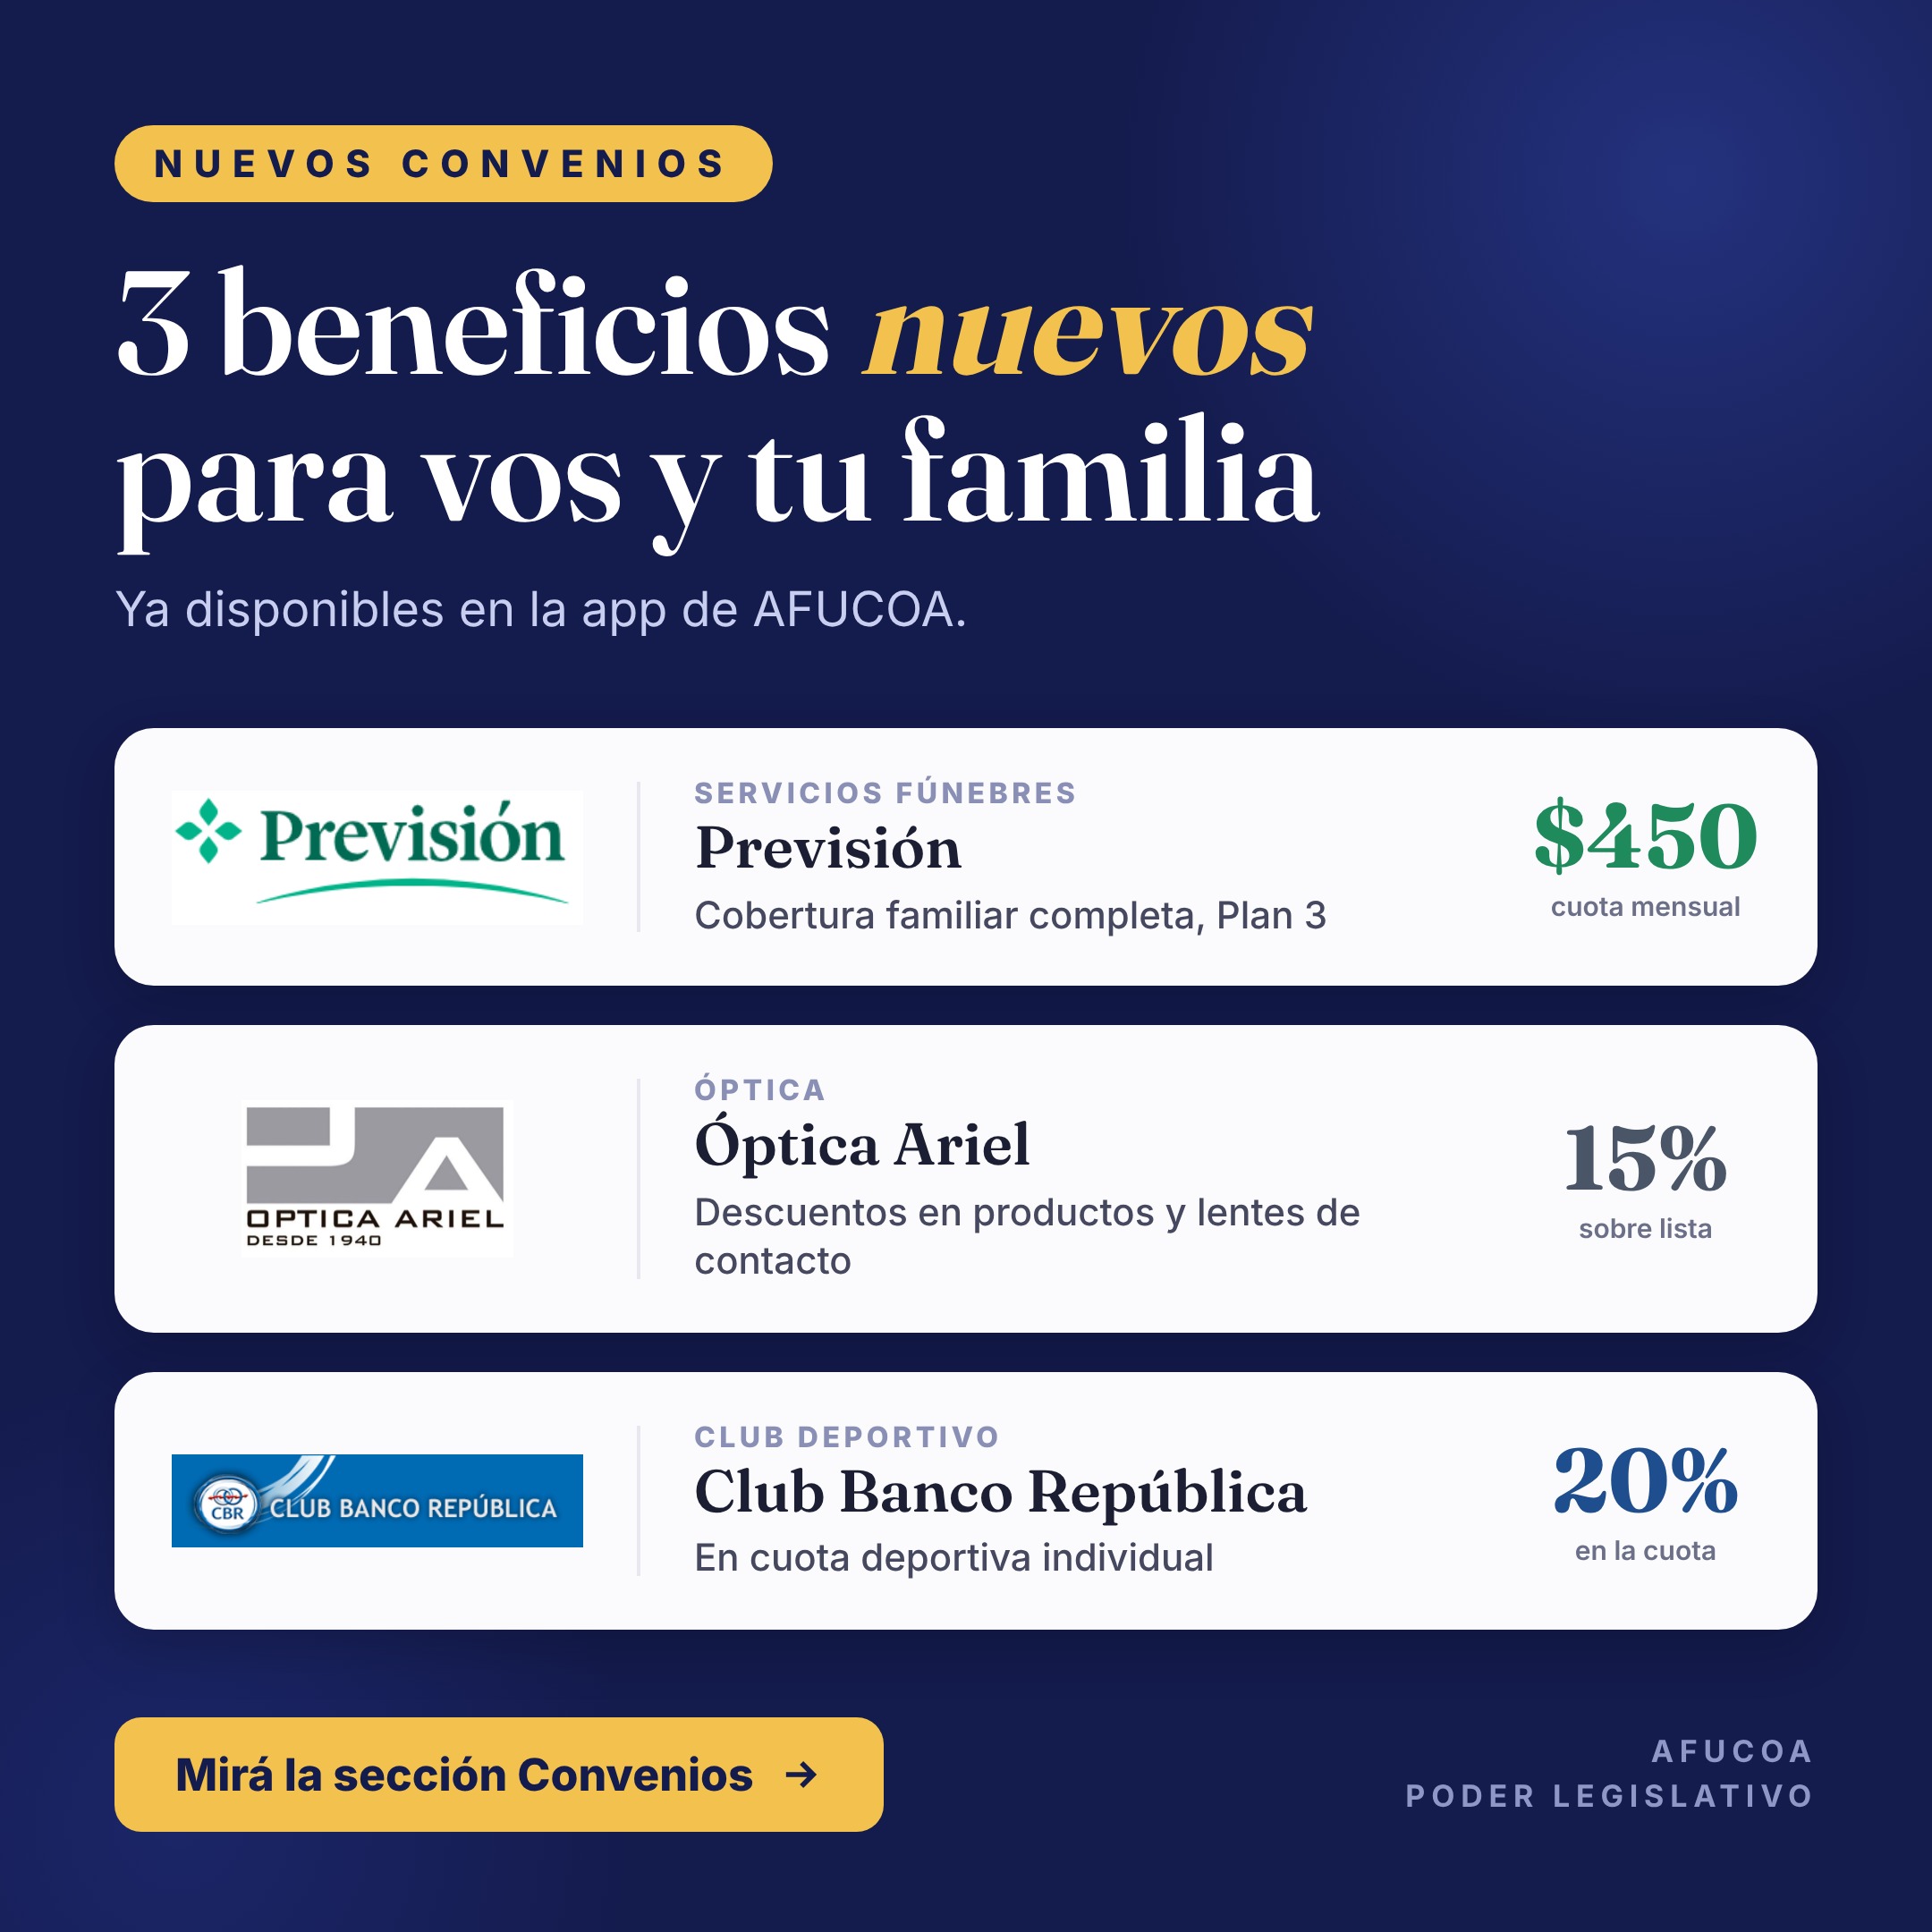 NUEVOS CONVENIOS
3 beneficios nuevos
para vos y tu familia
Ya disponibles en la app de AFUCOA.
Previsión
SERVICIOS FÚNEBRES
Previsión
Cobertura familiar completa, Plan 3
$450
cuota mensual
OPTICA ARIEL
DESDE 1940
ÓPTICA
Óptica Ariel
Descuentos en productos y lentes de
contacto
15%
sobre lista
CBR
CLUB BANCO REPÚBLICA
CLUB DEPORTIVO
Club Banco República
En cuota deportiva individual
20%
en la cuota
Mirá la sección Convenios →
AFUCOA
PODER LEGISLATIVO